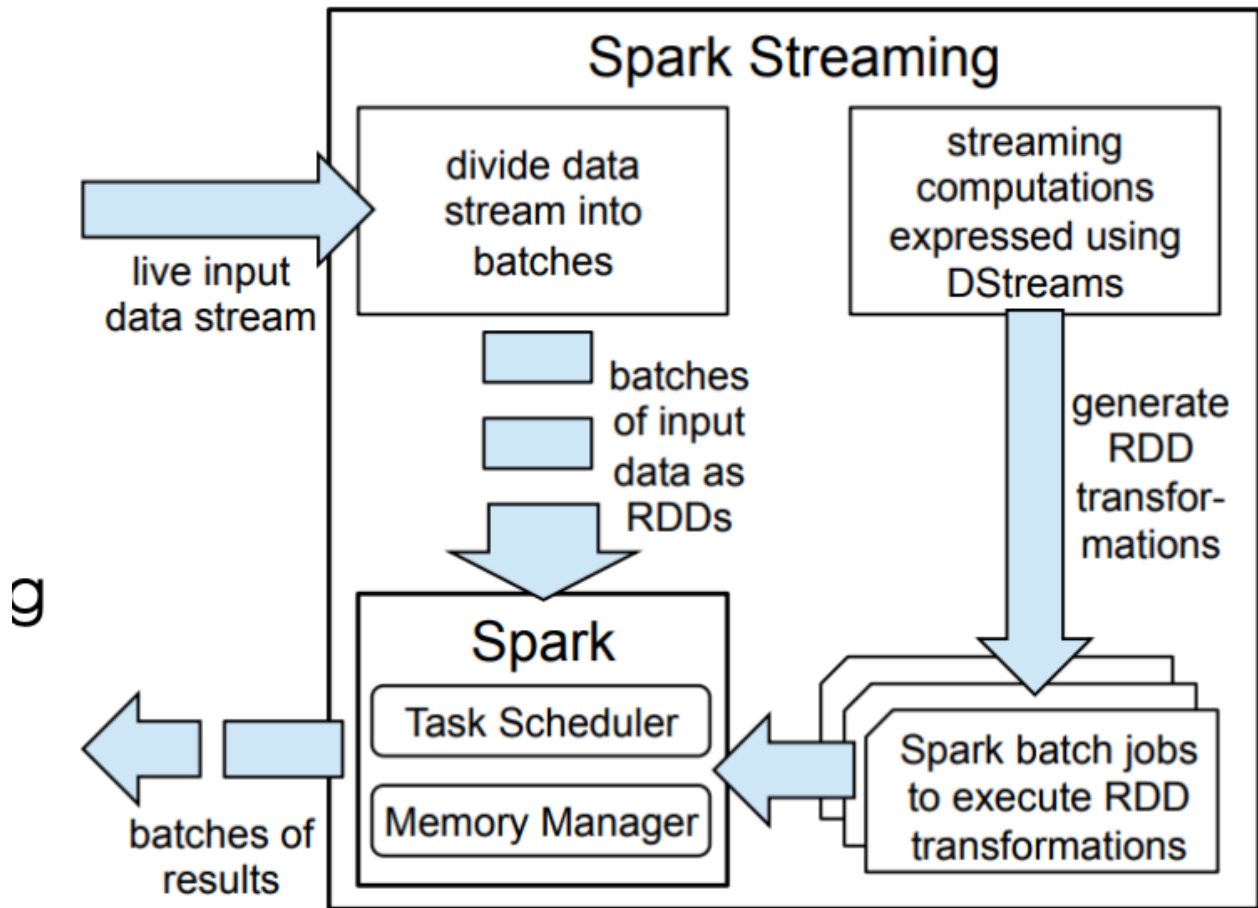 Spark Streaming
divide data
stream into
batches
streaming
computations
expressed using
DStreams
live input
data stream
batches
of input
data as
RDDs
generate
RDD
transfor-
mations
g
Spark
Task Scheduler
Memory Manager
Spark batch jobs
to execute RDD
transformations
batches of
results